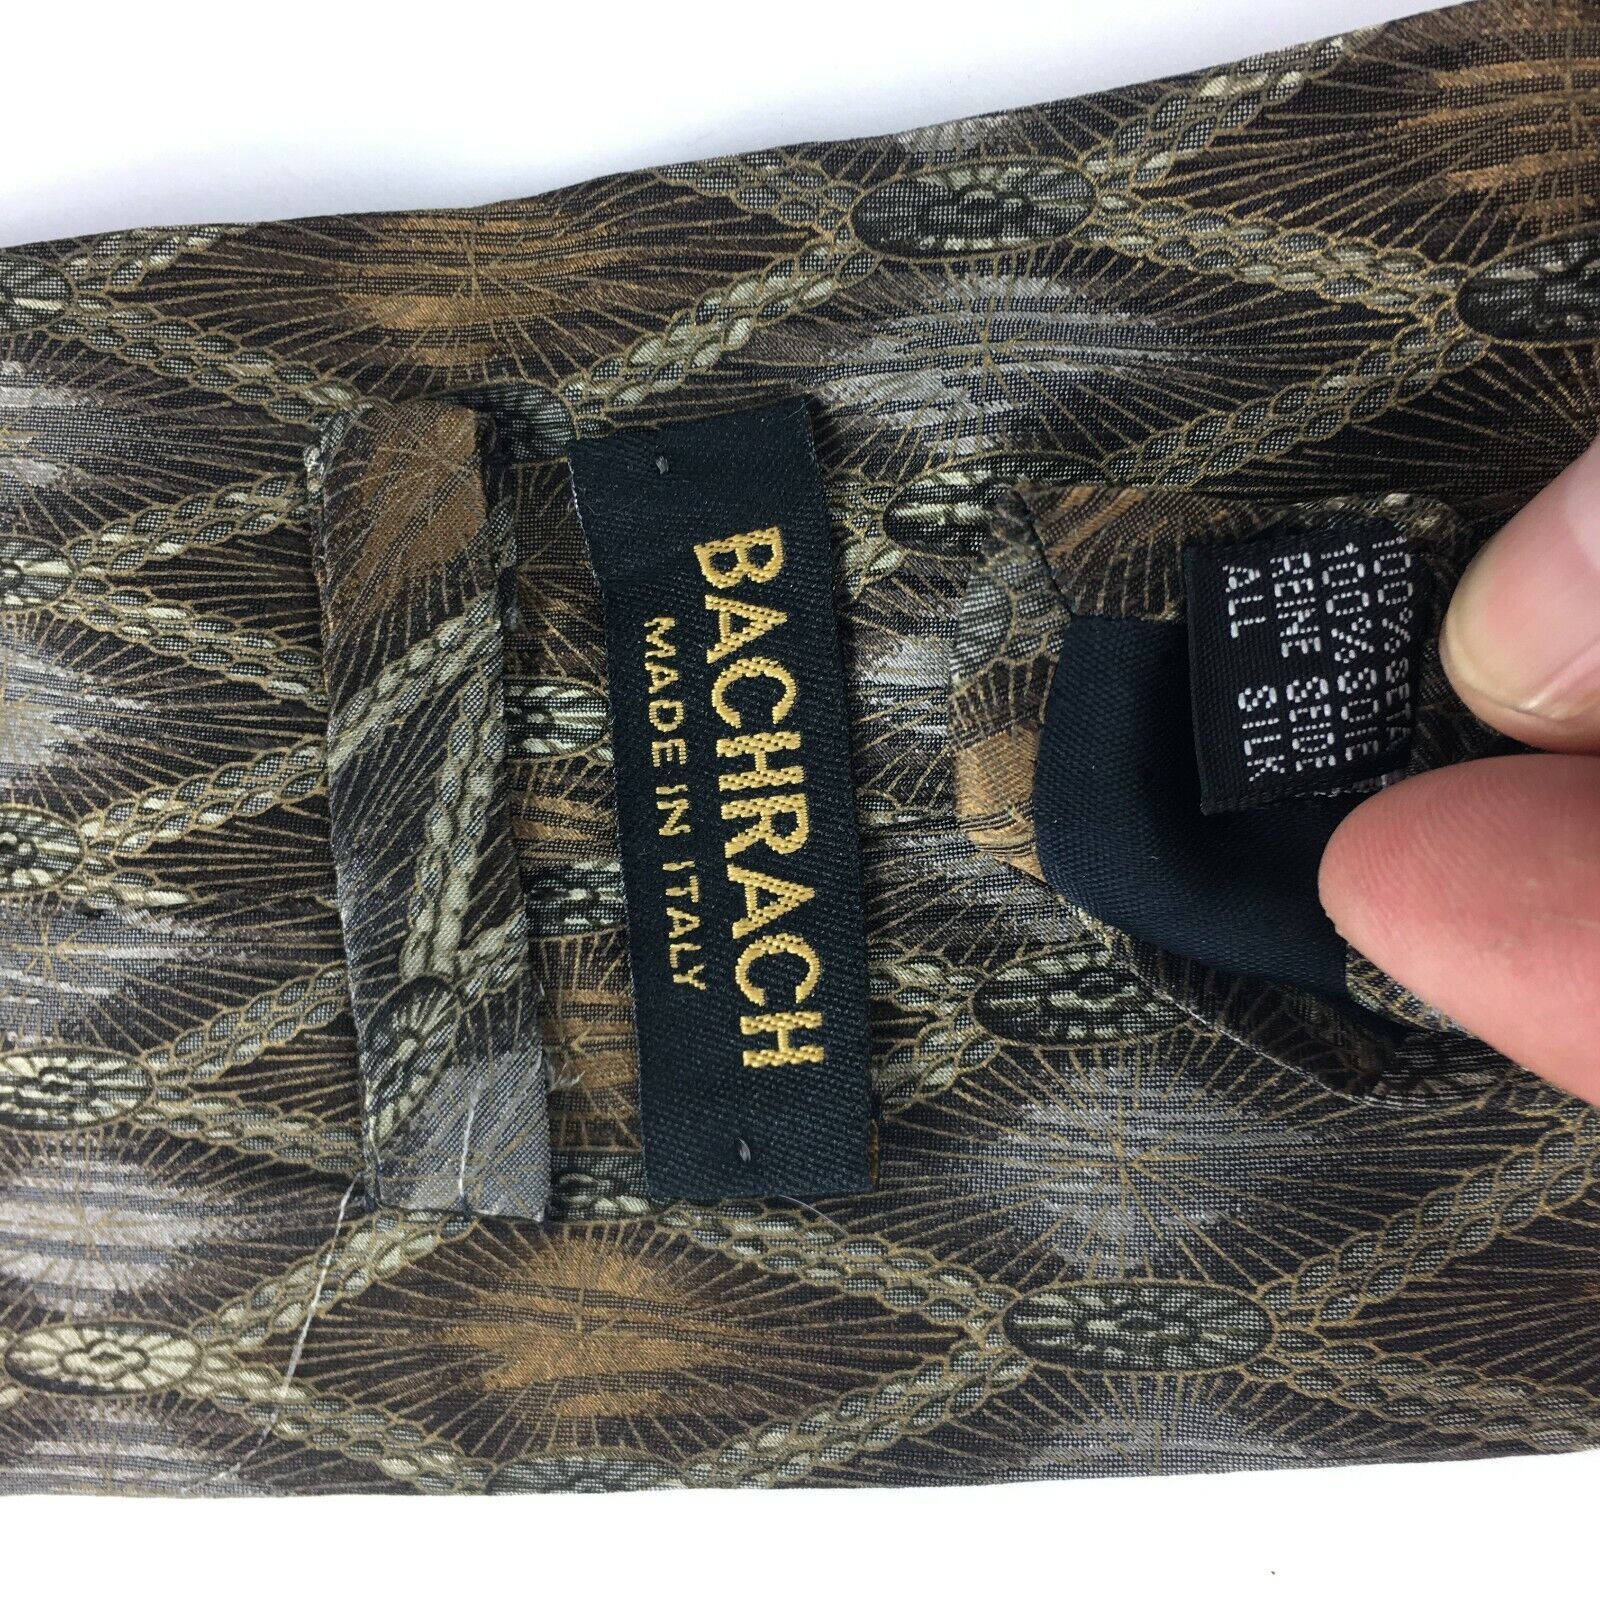 BACHRACH
MADE IN ITALY
100%SETA
100%SOIE
REINE SEIDE
ALL SILK